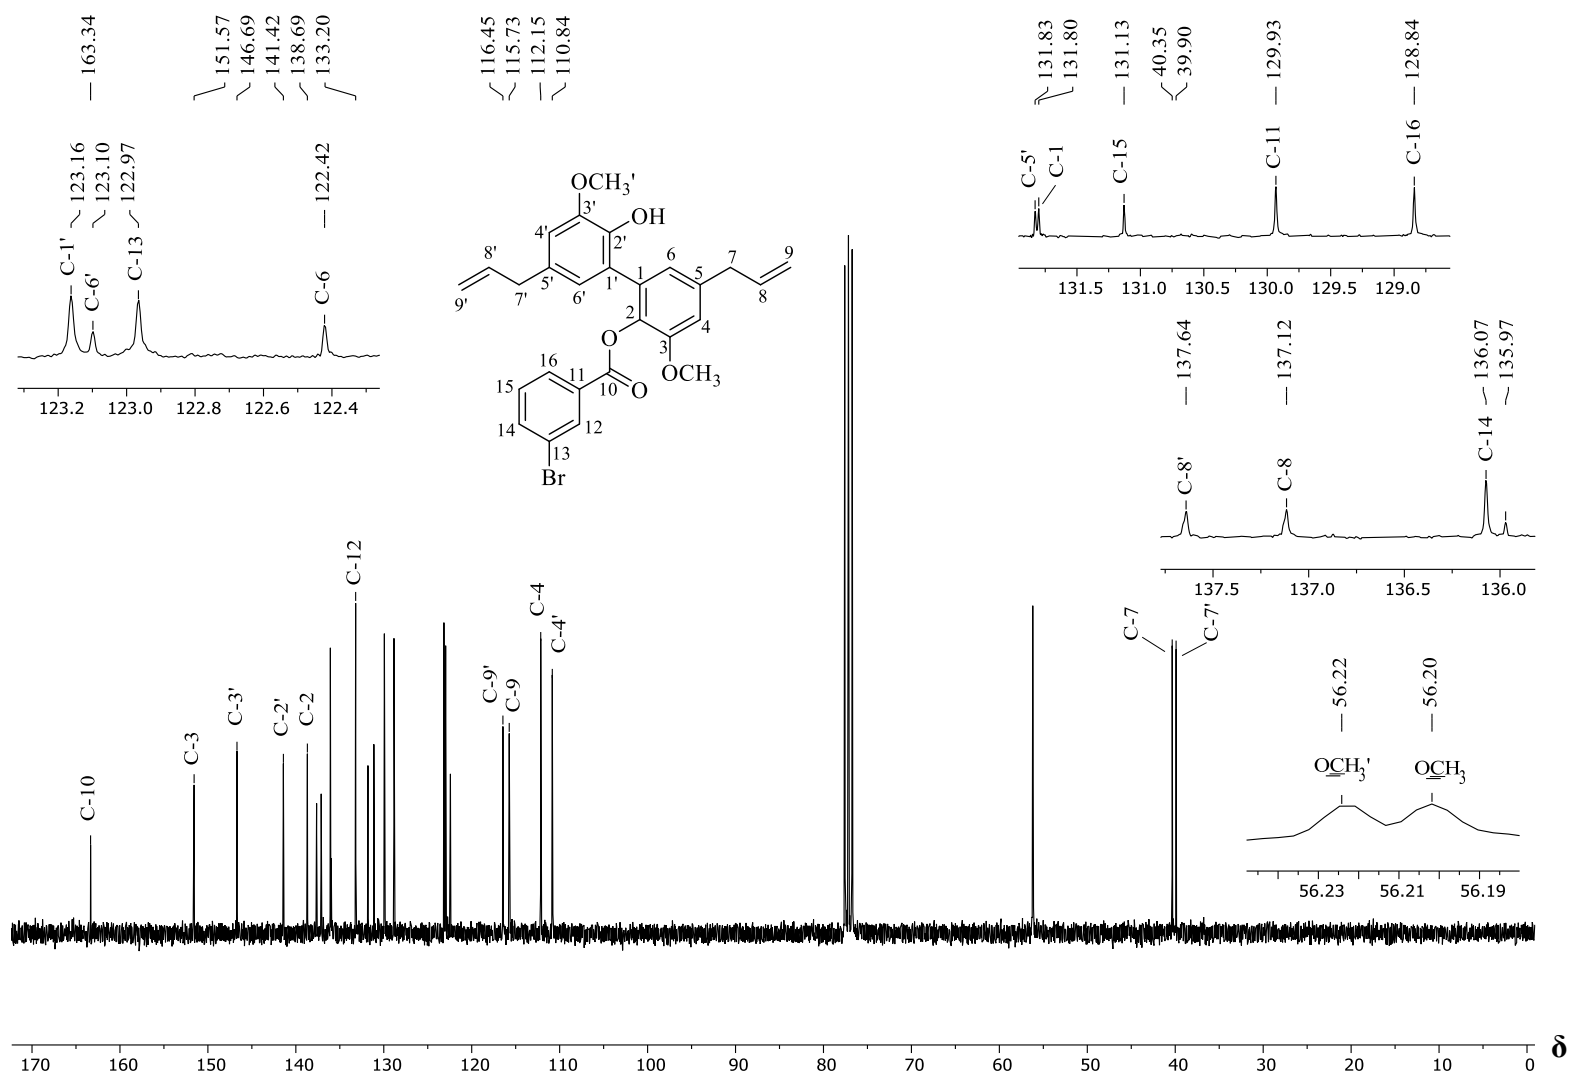 163.34
151.57
146.69
141.42
138.69
133.20
116.45
115.73
112.15
110.84
131.83
131.80
131.13
40.35
39.90
129.93
128.84
123.16
123.10
122.97
122.42
C-1'
C-6'
C-13
C-6
123.2 123.0 122.8 122.6 122.4
OCH3'
3'
OH
4'
2'
8'
5'
1'
9'
7'
6'
1
6
7
9
5
8
2
4
O
3
16
11
OCH3
15
10
O
14
12
13
Br
C-5'
C-1
C-15
C-11
C-16
131.5 131.0 130.5 130.0 129.5 129.0
137.64
137.12
136.07
135.97
C-8'
C-8
C-14
137.5 137.0 136.5 136.0
C-10
C-3
C-3'
C-2'
C-2
C-12
C-9'
C-9
C-4
C-4'
C-7
C-7'
56.22
56.20
OCH3'
OCH3
56.23 56.21 56.19
170 160 150 140 130 120 110 100 90 80 70 60 50 40 30 20 10 0
δ